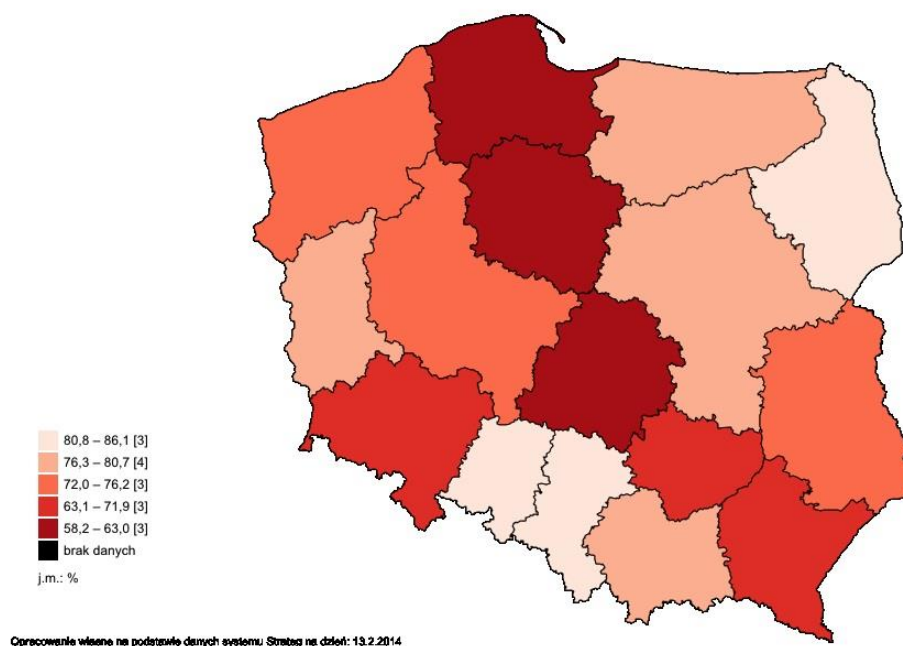 80,8 – 86,1 [3]
76,3 – 80,7 [4]
72,0 – 76,2 [3]
63,1 – 71,9 [3]
58,2 – 63,0 [3]
brak danych
j.m.: %
Opracowanie własne na podstawie danych systemu Strateg na dzień: 13.2.2014